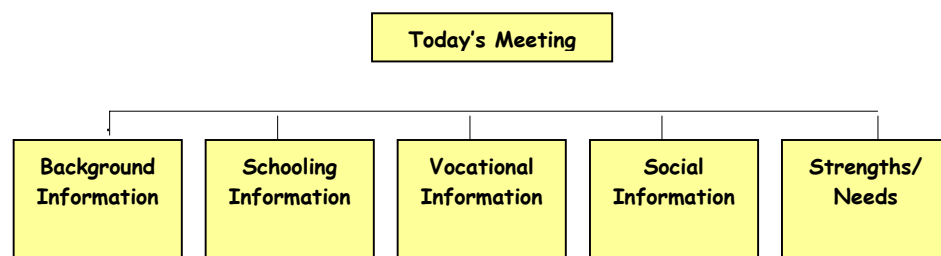 Today's Meeting
Background
Information
Schooling
Information
Vocational
Information
Social
Information
Strengths/
Needs